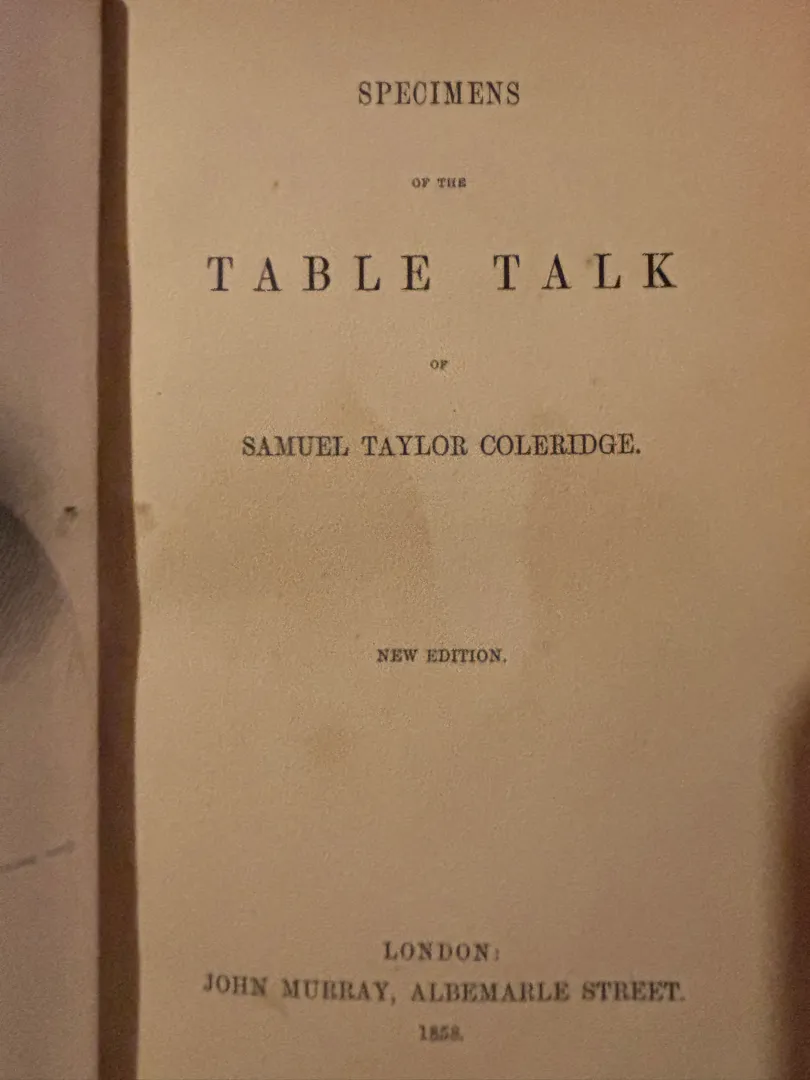 SPECIMENS
OF THE
TABLE TALK
OF
SAMUEL TAYLOR COLERIDGE.
NEW EDITION.
LONDON:
JOHN MURRAY, ALBEMARLE STREET.
1858.